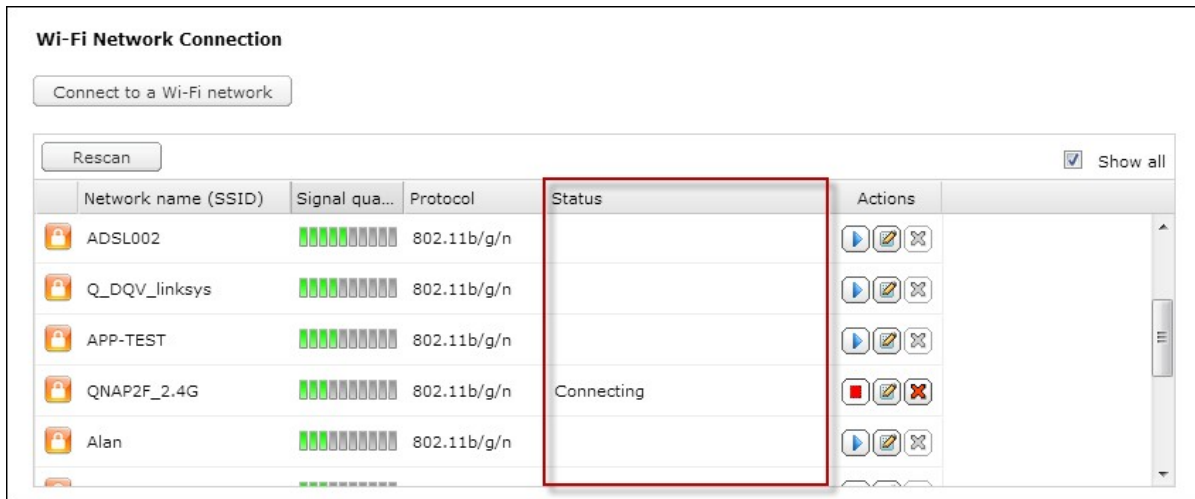 Wi-Fi Network Connection
Connect to a Wi-Fi network
Rescan Show all
Network name (SSID) Signal qua... Protocol Status Actions
ADSL002 802.11b/g/n
Q_DQV_linksys 802.11b/g/n
APP-TEST 802.11b/g/n
QNAP2F_2.4G 802.11b/g/n Connecting
Alan 802.11b/g/n